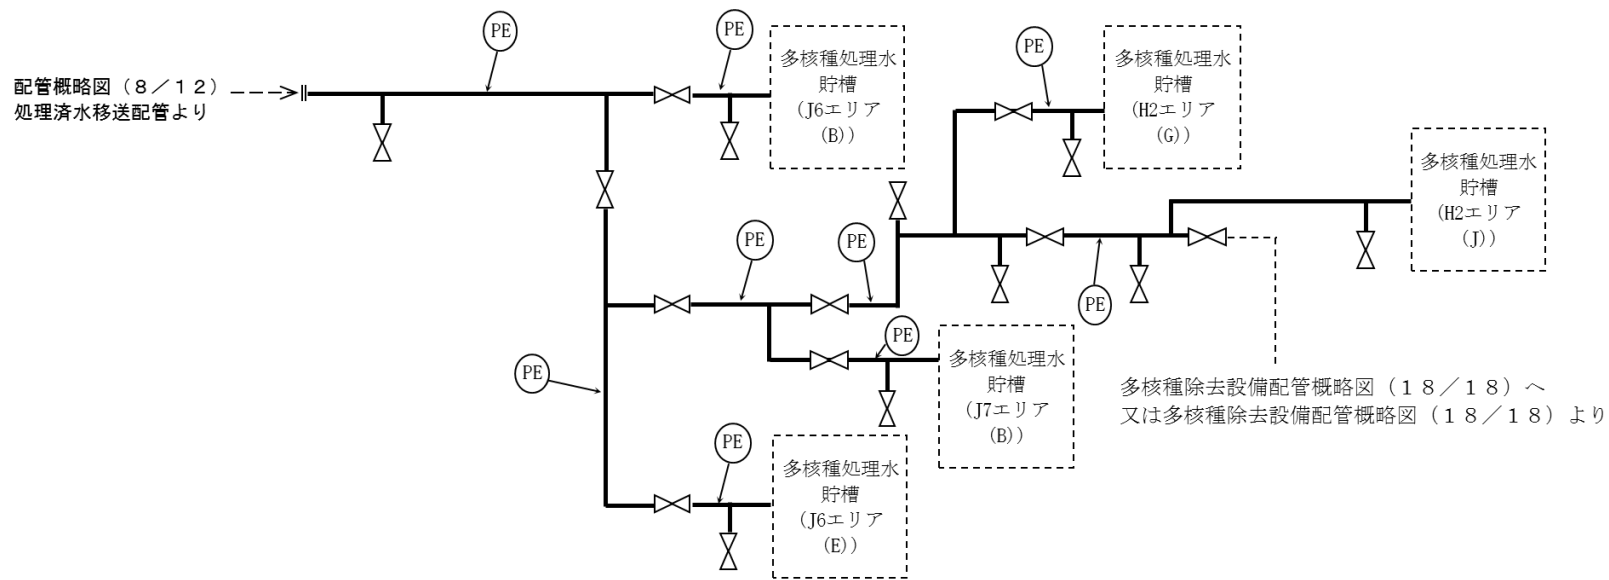 配管概略図（８／１２）
処理済水移送配管より
PE
PE
多核種処理水
貯槽
（J6エリア
(B)）
PE
多核種処理水
貯槽
（H2エリア
(G)）
多核種処理水
貯槽
（H2エリア
(J)）
PE
PE
PE
PE
多核種処理水
貯槽
（J7エリア
(B)）
PE
多核種除去設備配管概略図（１８／１８）へ
又は多核種除去設備配管概略図（１８／１８）より
PE
多核種処理水
貯槽
（J6エリア
(E)）